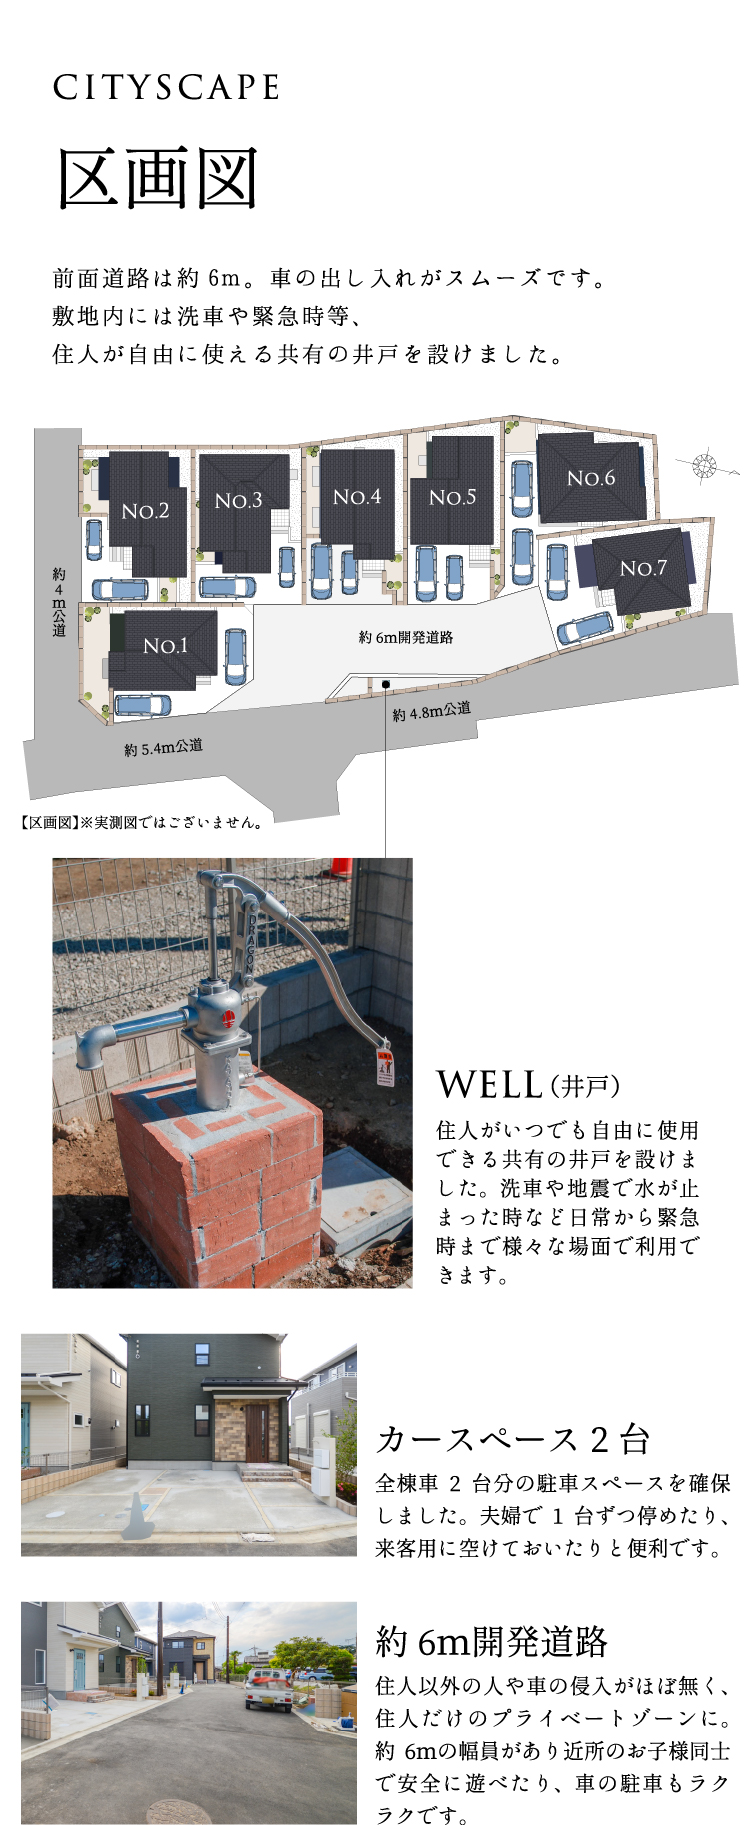 CITYSCAPE
区画図
前面道路は約6m。車の出し入れがスムーズです。
敷地内には洗車や緊急時等、
住人が自由に使える共有の井戸を設けました。
No.1
No.2
No.3
No.4
No.5
No.6
No.7
約4m公道
約6m開発道路
約4.8m公道
約5.4m公道
【区画図】※実測図ではございません。
DRAGON
WELL（井戸）
住人がいつでも自由に使用
できる共有の井戸を設けま
した。洗車や地震で水が止
まった時など日常から緊急
時まで様々な場面で利用で
きます。
カースペース2台
全棟車 2 台分の駐車スペースを確保
しました。夫婦で 1 台ずつ停めたり、
来客用に空けておいたりと便利です。
約6m開発道路
住人以外の人や車の侵入がほぼ無く、
住人だけのプライベートゾーンに。
約 6mの幅員があり近所のお子様同士
で安全に遊べたり、車の駐車もラク
ラクです。